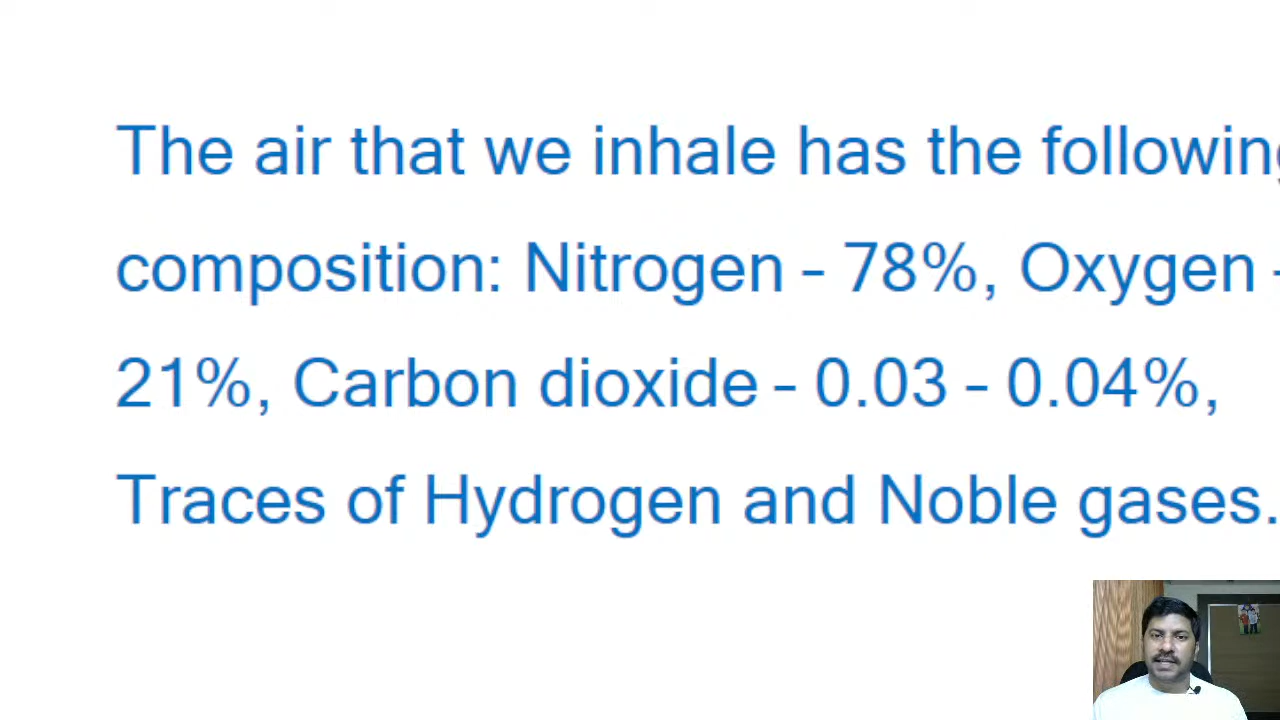 The air that we inhale has the following
composition: Nitrogen – 78%, Oxygen –
21%, Carbon dioxide – 0.03 – 0.04%,
Traces of Hydrogen and Noble gases.